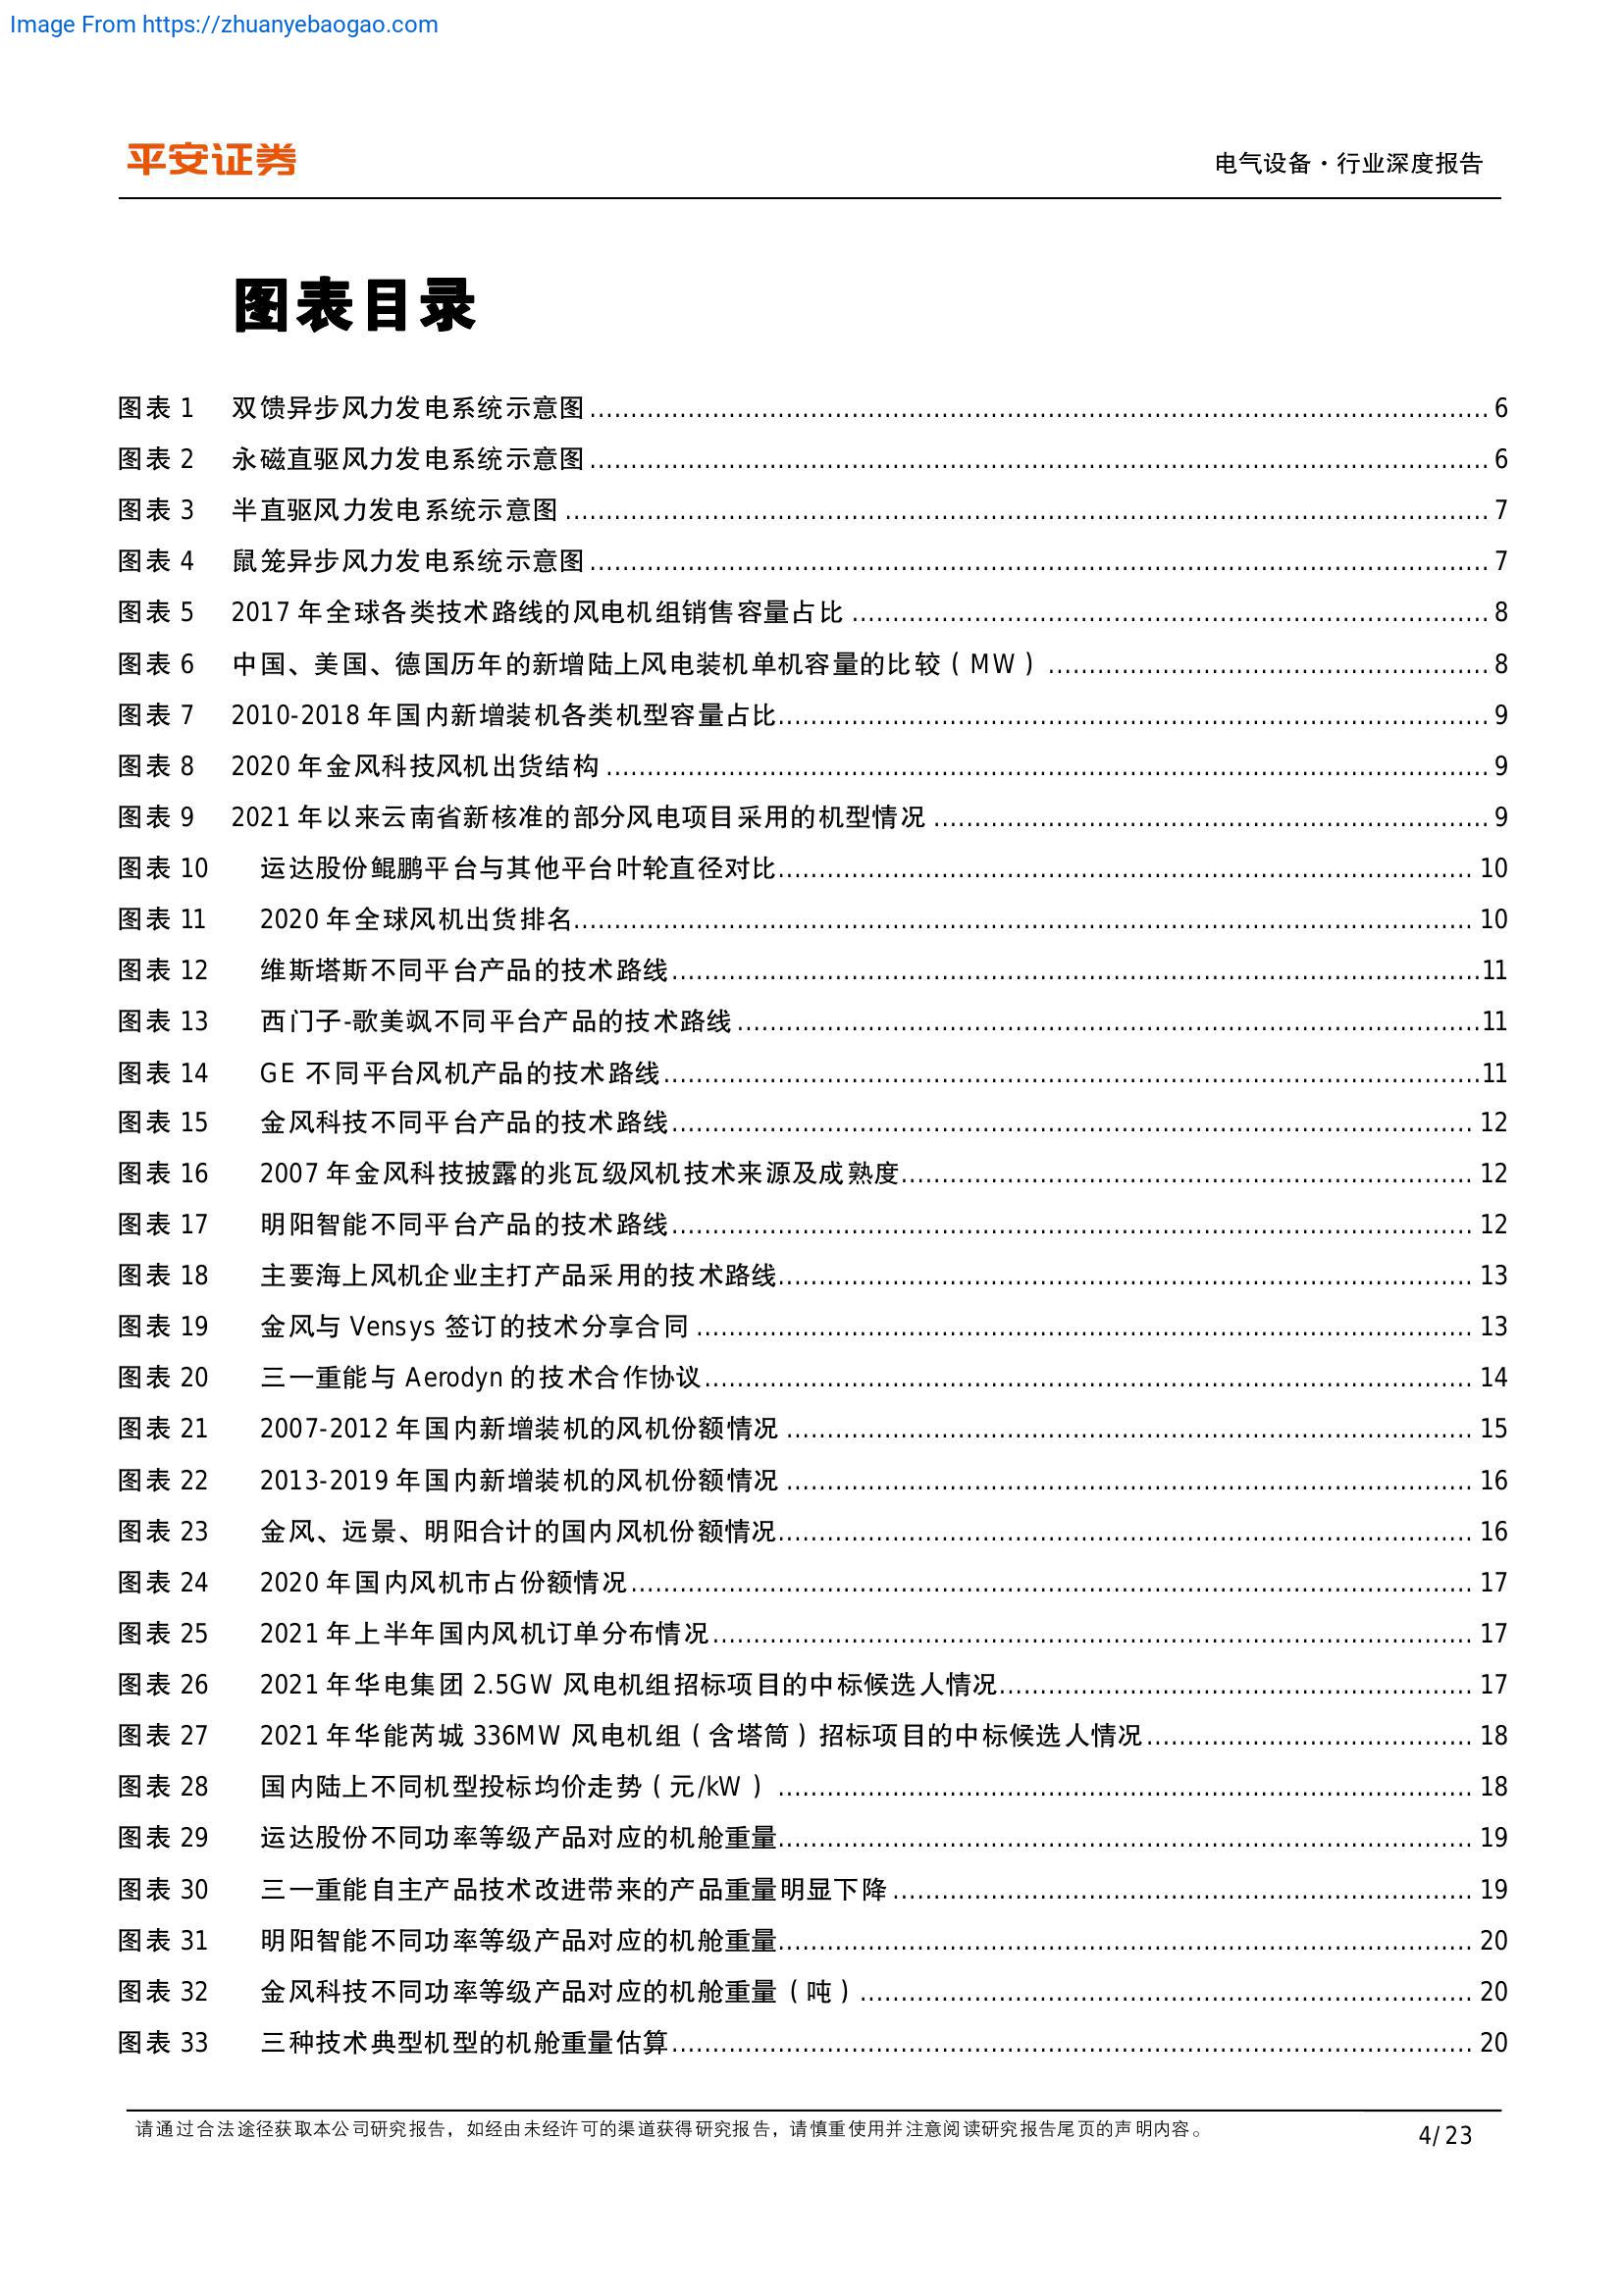 Image From https://zhuanyebaogao.com
平安证券
电气设备·行业深度报告
图表目录
图表 1 双馈异步风力发电系统示意图 6
图表 2 永磁直驱风力发电系统示意图 6
图表 3 半直驱风力发电系统示意图 7
图表 4 鼠笼异步风力发电系统示意图 7
图表 5 2017 年全球各类技术路线的风电机组销售容量占比 8
图表 6 中国、美国、德国历年的新增陆上风电装机单机容量的比较（MW） 8
图表 7 2010-2018 年国内新增装机各类机型容量占比 9
图表 8 2020 年金风科技风机出货结构 9
图表 9 2021 年以来云南省新核准的部分风电项目采用的机型情况 9
图表 10 运达股份鲲鹏平台与其他平台叶轮直径对比 10
图表 11 2020 年全球风机出货排名 10
图表 12 维斯塔斯不同平台产品的技术路线 11
图表 13 西门子-歌美飒不同平台产品的技术路线 11
图表 14 GE 不同平台风机产品的技术路线 11
图表 15 金风科技不同平台产品的技术路线 12
图表 16 2007 年金风科技披露的兆瓦级风机技术来源及成熟度 12
图表 17 明阳智能不同平台产品的技术路线 12
图表 18 主要海上风机企业主打产品采用的技术路线 13
图表 19 金风与 Vensys 签订的技术分享合同 13
图表 20 三一重能与 Aerodyn 的技术合作协议 14
图表 21 2007-2012 年国内新增装机的风机份额情况 15
图表 22 2013-2019 年国内新增装机的风机份额情况 16
图表 23 金风、远景、明阳合计的国内风机份额情况 16
图表 24 2020 年国内风机市占份额情况 17
图表 25 2021 年上半年国内风机订单分布情况 17
图表 26 2021 年华电集团 2.5GW 风电机组招标项目的中标候选人情况 17
图表 27 2021 年华能芮城 336MW 风电机组（含塔筒）招标项目的中标候选人情况 18
图表 28 国内陆上不同机型投标均价走势（元/kW） 18
图表 29 运达股份不同功率等级产品对应的机舱重量 19
图表 30 三一重能自主产品技术改进带来的产品重量明显下降 19
图表 31 明阳智能不同功率等级产品对应的机舱重量 20
图表 32 金风科技不同功率等级产品对应的机舱重量（吨） 20
图表 33 三种技术典型机型的机舱重量估算 20
请通过合法途径获取本公司研究报告，如经由未经许可的渠道获得研究报告，请慎重使用并注意阅读研究报告尾页的声明内容。
4/23